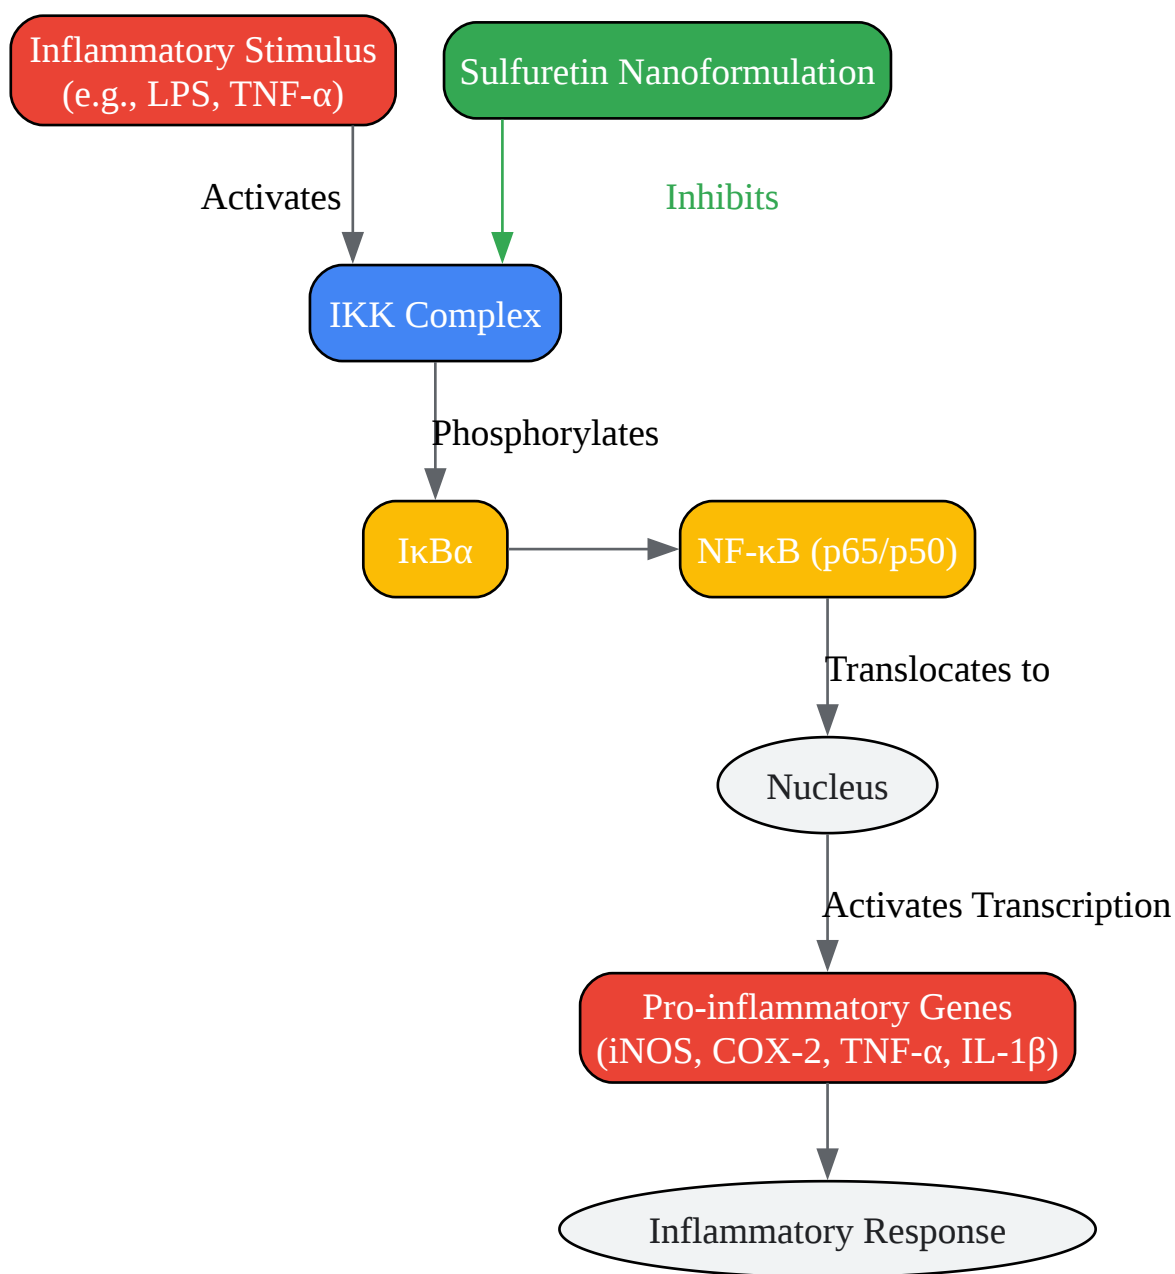 Inflammatory Stimulus
(e.g., LPS, TNF-α)
Sulfuretin Nanoformulation
Activates
Inhibits
IKK Complex
Phosphorylates
IκBα
NF-κB (p65/p50)
Translocates to
Nucleus
Activates Transcription
Pro-inflammatory Genes
(iNOS, COX-2, TNF-α, IL-1β)
Inflammatory Response